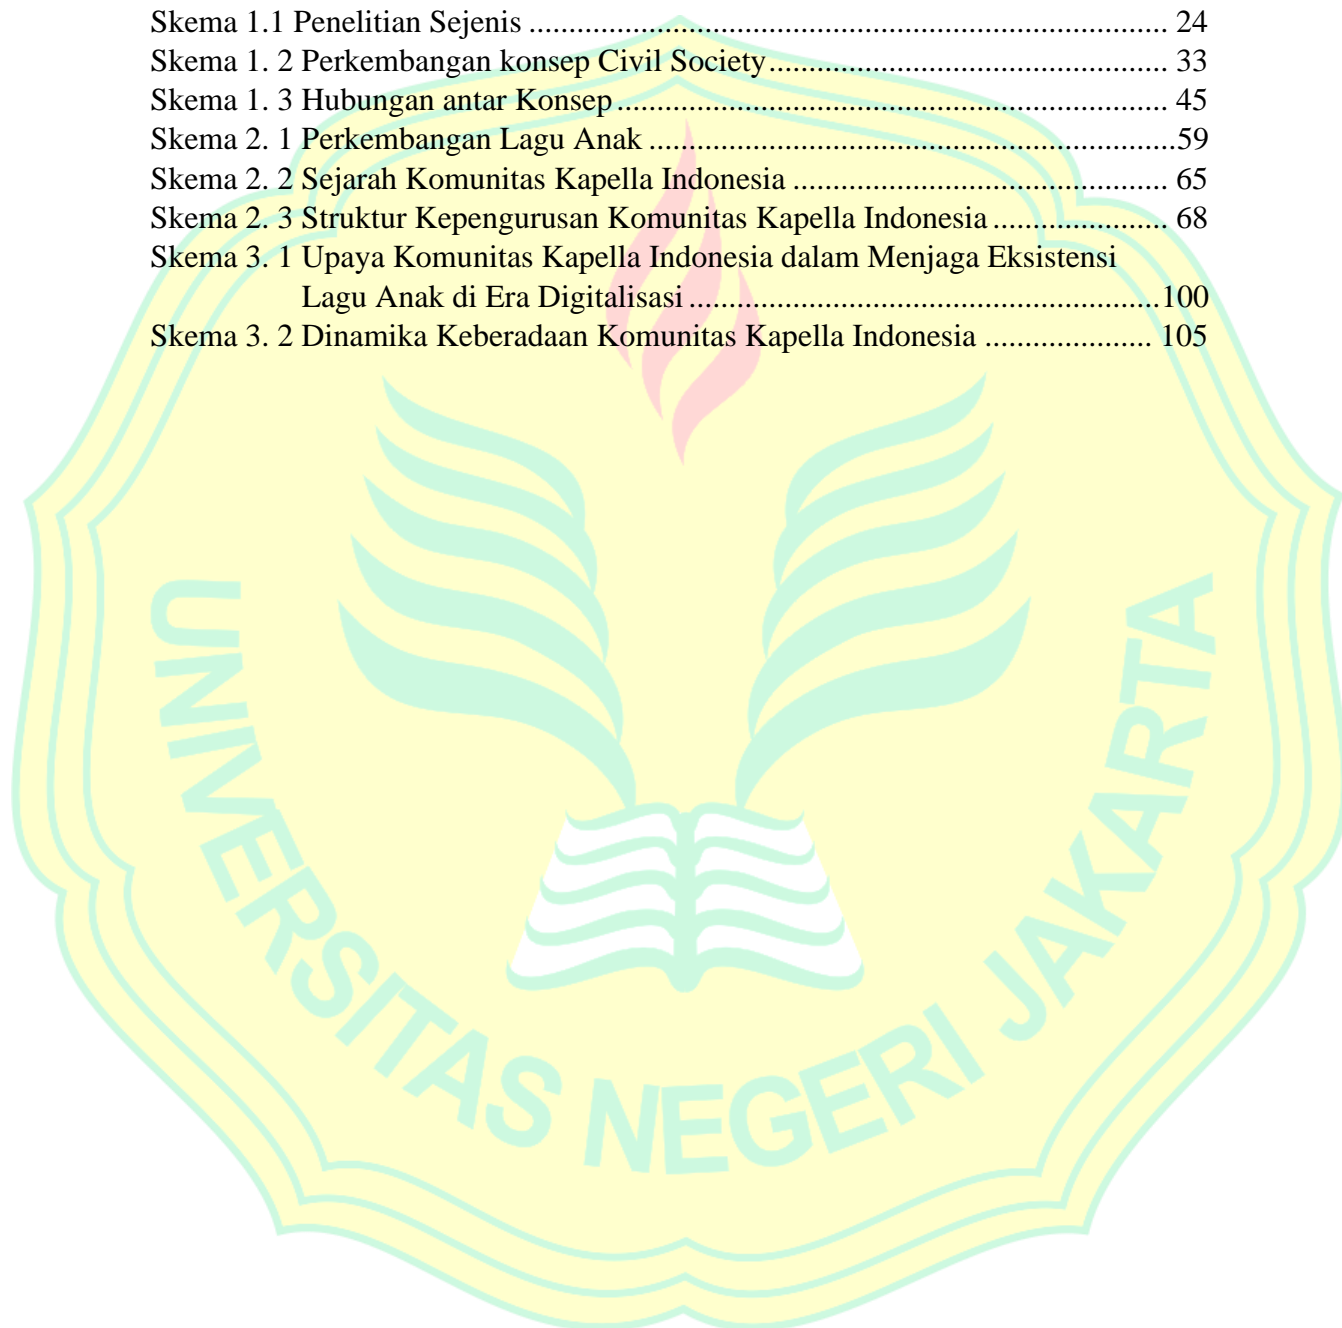 Skema 1.1 Penelitian Sejenis ................................................................................ 24
Skema 1. 2 Perkembangan konsep Civil Society.................................................. 33
Skema 1. 3 Hubungan antar Konsep ..................................................................... 45
Skema 2. 1 Perkembangan Lagu Anak ..................................................................59
Skema 2. 2 Sejarah Komunitas Kapella Indonesia ............................................... 65
Skema 2. 3 Struktur Kepengurusan Komunitas Kapella Indonesia ...................... 68
Skema 3. 1 Upaya Komunitas Kapella Indonesia dalam Menjaga Eksistensi
Lagu Anak di Era Digitalisasi ...........................................................100
Skema 3. 2 Dinamika Keberadaan Komunitas Kapella Indonesia ..................... 105
UNIVERSITAS NEGERI JAKARTA